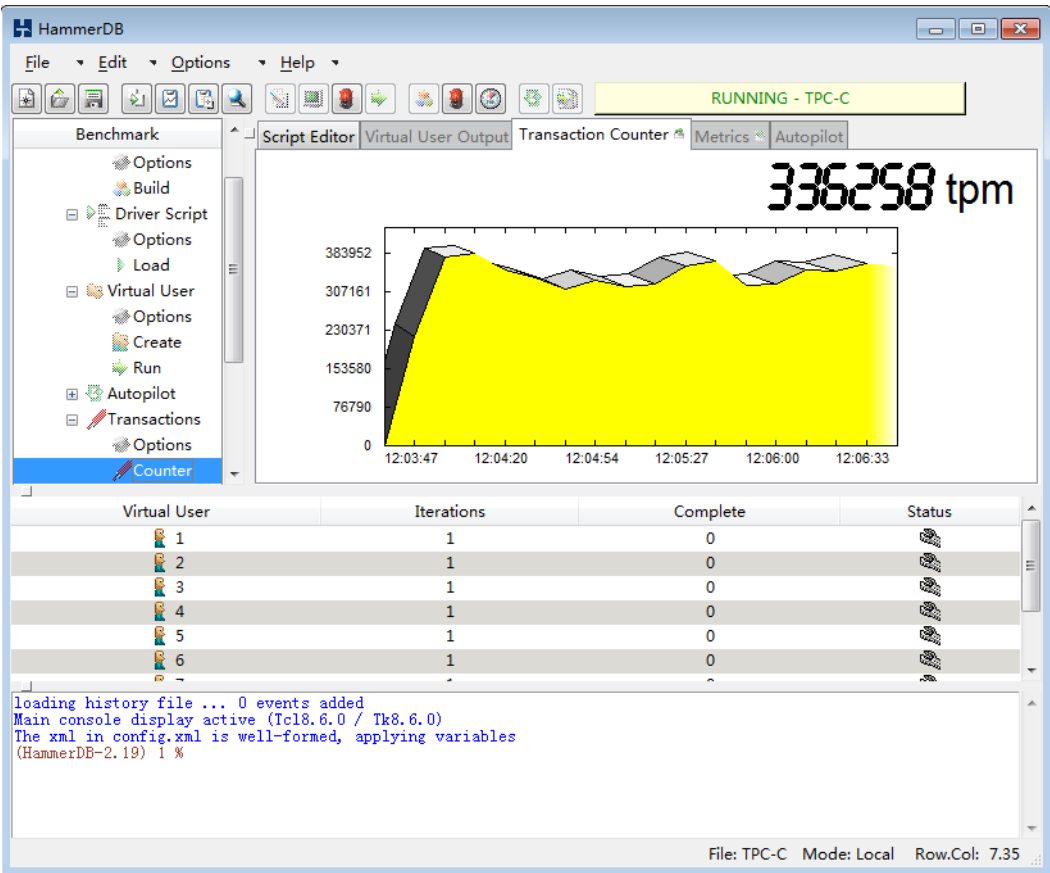 HammerDB
File Edit Options Help
RUNNING - TPC-C
Benchmark
Options
Build
Driver Script
Options
Load
Virtual User
Options
Create
Run
Autopilot
Transactions
Options
Counter
Script Editor Virtual User Output Transaction Counter Metrics Autopilot
336258 tpm
383952
307161
230371
153580
76790
0
12:03:47 12:04:20 12:04:54 12:05:27 12:06:00 12:06:33
Virtual User Iterations Complete Status
1 1 0
2 1 0
3 1 0
4 1 0
5 1 0
6 1 0
loading history file ... 0 events added
Main console display active (Tcl8.6.0 / Tk8.6.0)
The xml in config.xml is well-formed, applying variables
(HammerDB-2.19) 1 %
File: TPC-C Mode: Local Row.Col: 7.35